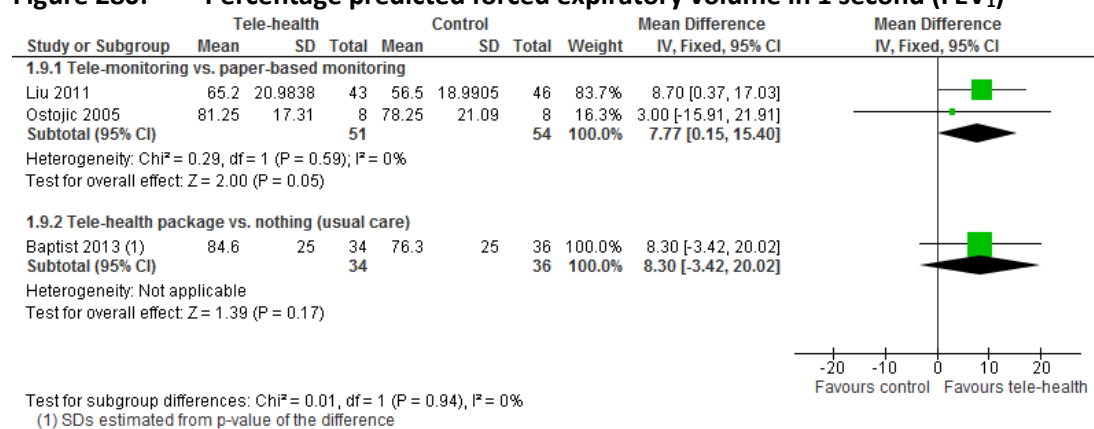 Figure 280: Percentage predicted forced expiratory volume in 1 second (FEV1)
Tele-health Control Mean Difference Mean Difference
Study or Subgroup Mean SD Total Mean SD Total Weight IV, Fixed, 95% CI IV, Fixed, 95% CI
1.9.1 Tele-monitoring vs. paper-based monitoring
Liu 2011 65.2 20.9838 43 56.5 18.9905 46 83.7% 8.70 [0.37, 17.03]
Ostojic 2005 81.25 17.31 8 78.25 21.09 8 16.3% 3.00 [-15.91, 21.91]
Subtotal (95% CI) 51 54 100.0% 7.77 [0.15, 15.40]
Heterogeneity: Chi² = 0.29, df = 1 (P = 0.59); I² = 0%
Test for overall effect: Z = 2.00 (P = 0.05)
1.9.2 Tele-health package vs. nothing (usual care)
Baptist 2013 (1) 84.6 25 34 76.3 25 36 100.0% 8.30 [-3.42, 20.02]
Subtotal (95% CI) 34 36 100.0% 8.30 [-3.42, 20.02]
Heterogeneity: Not applicable
Test for overall effect: Z = 1.39 (P = 0.17)
-20 -10 0 10 20
Favours control Favours tele-health
Test for subgroup differences: Chi² = 0.01, df = 1 (P = 0.94), I² = 0%
(1) SDs estimated from p-value of the difference